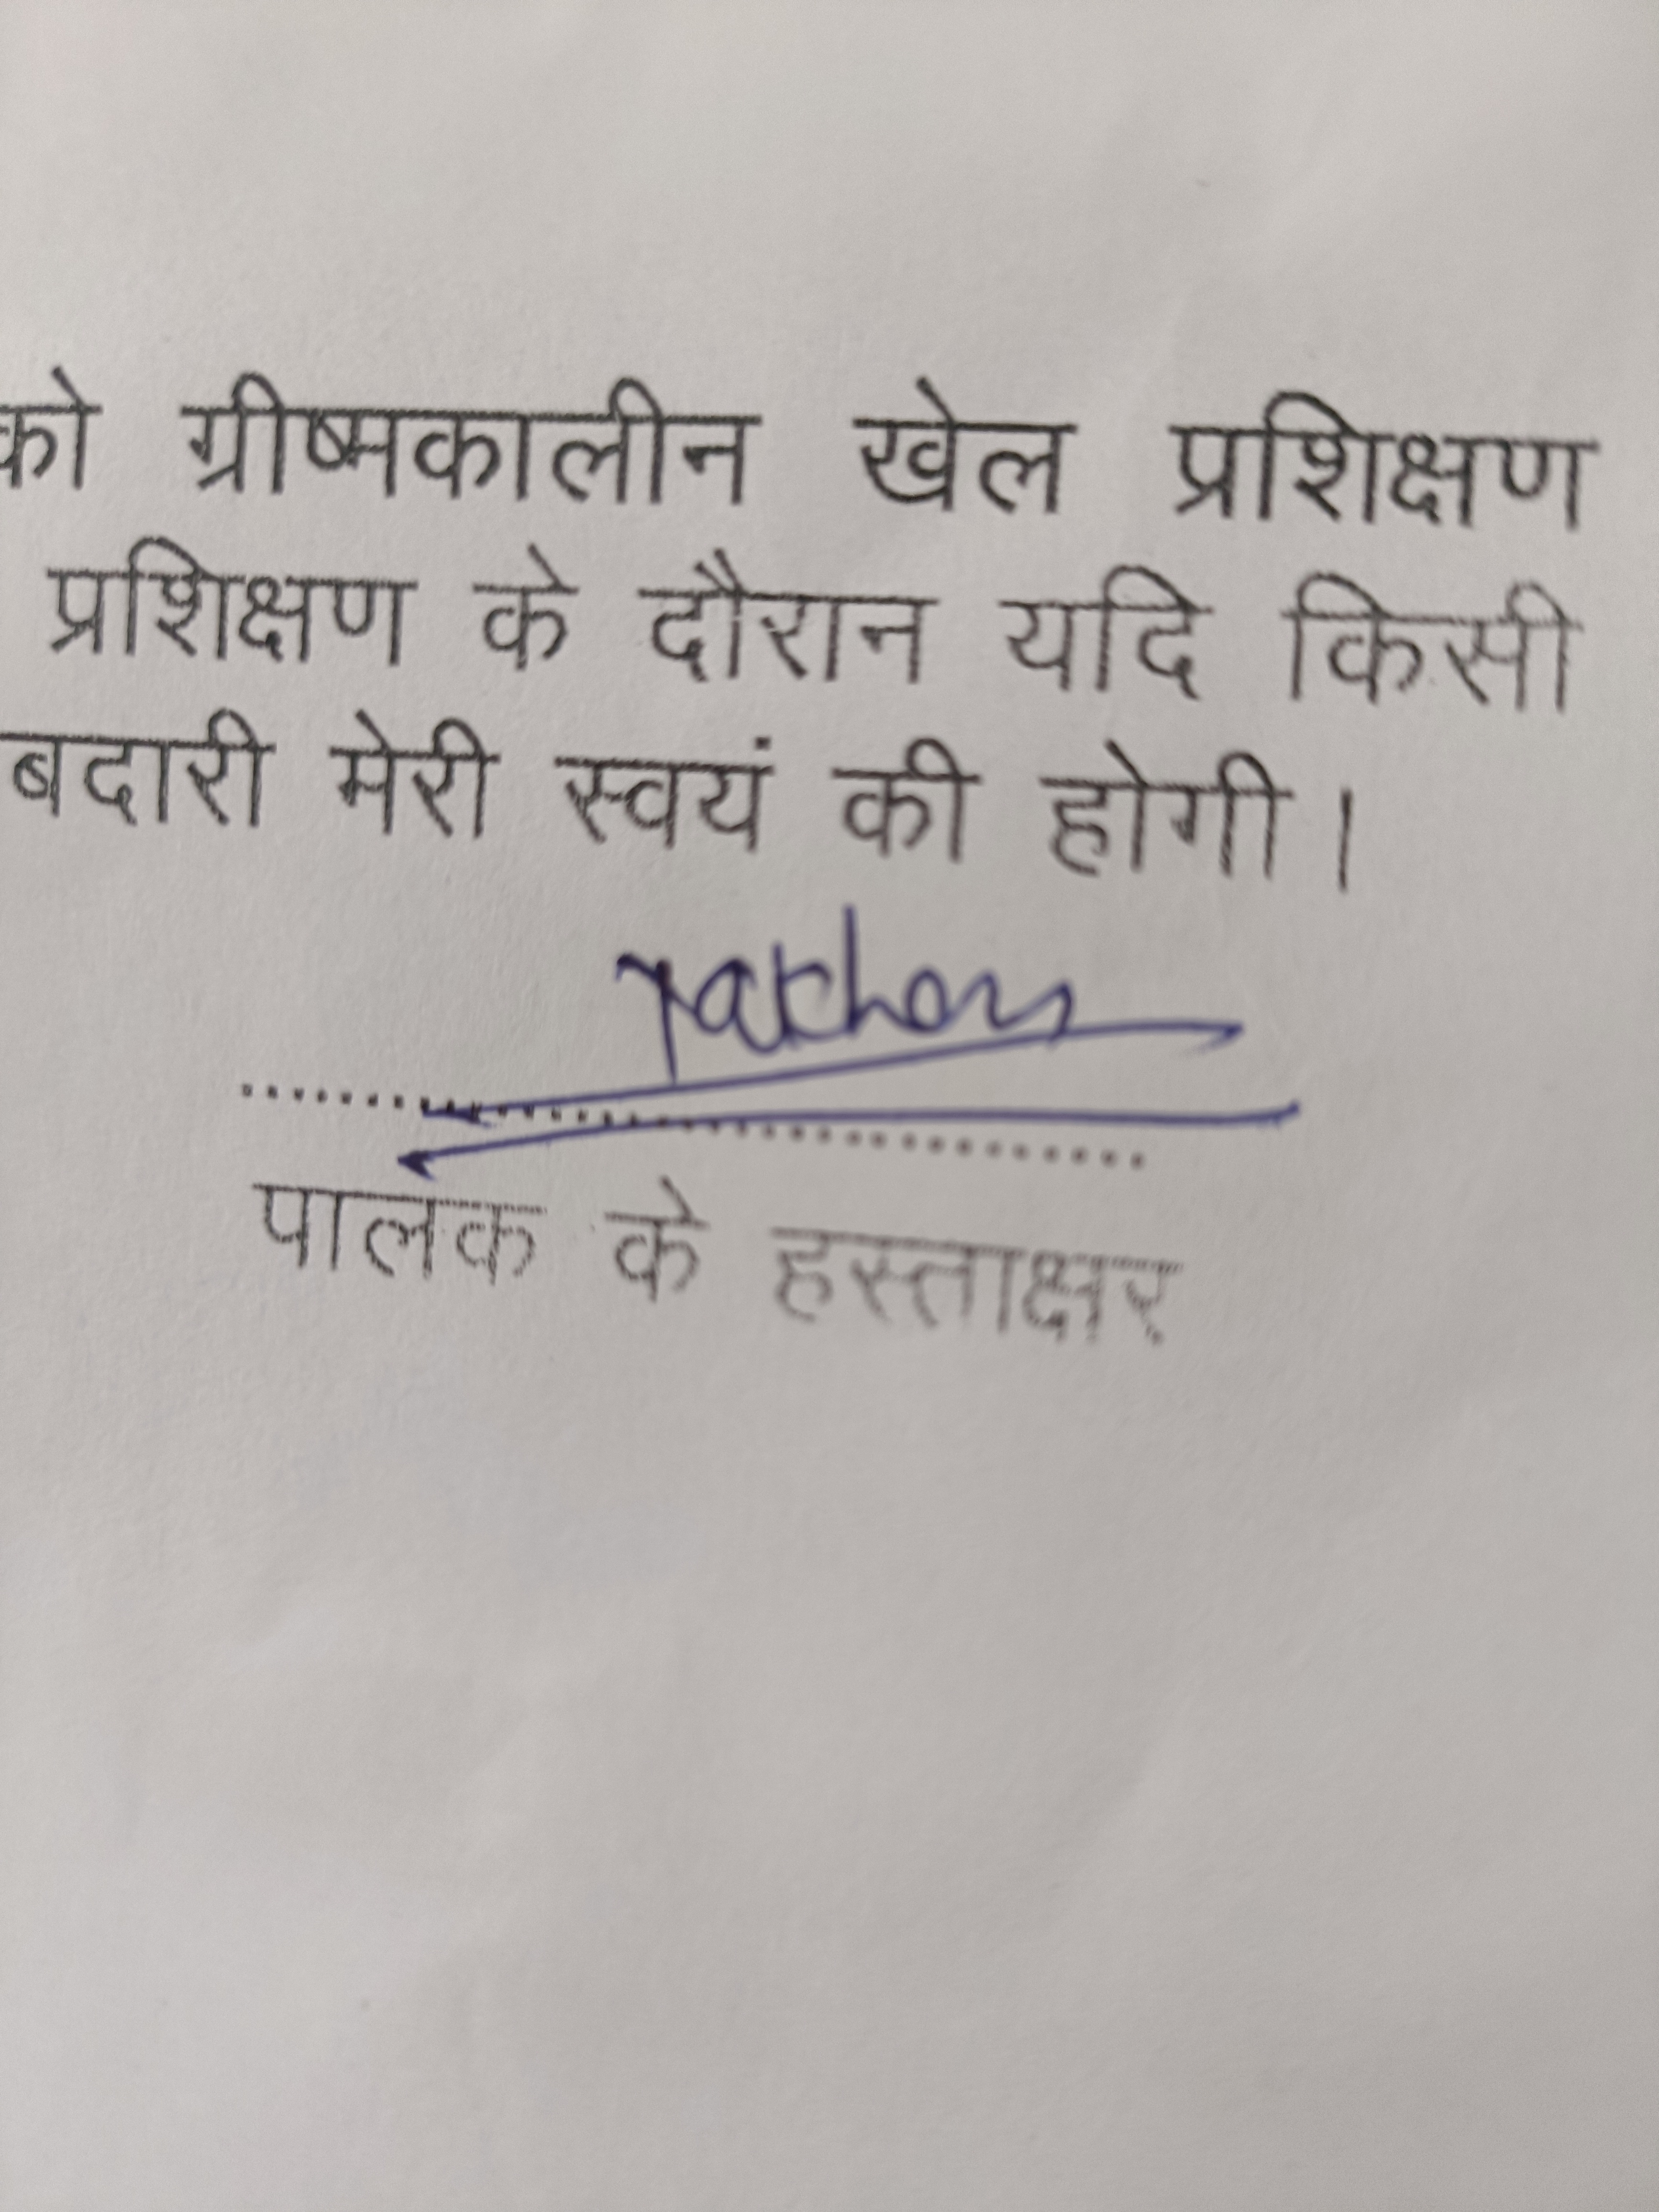 को ग्रीष्मकालीन खेल प्रशिक्षण
प्रशिक्षण के दौरान यदि किसी
बदारी मेरी स्वयं की होगी।
....................................
पालक के हस्ताक्षर